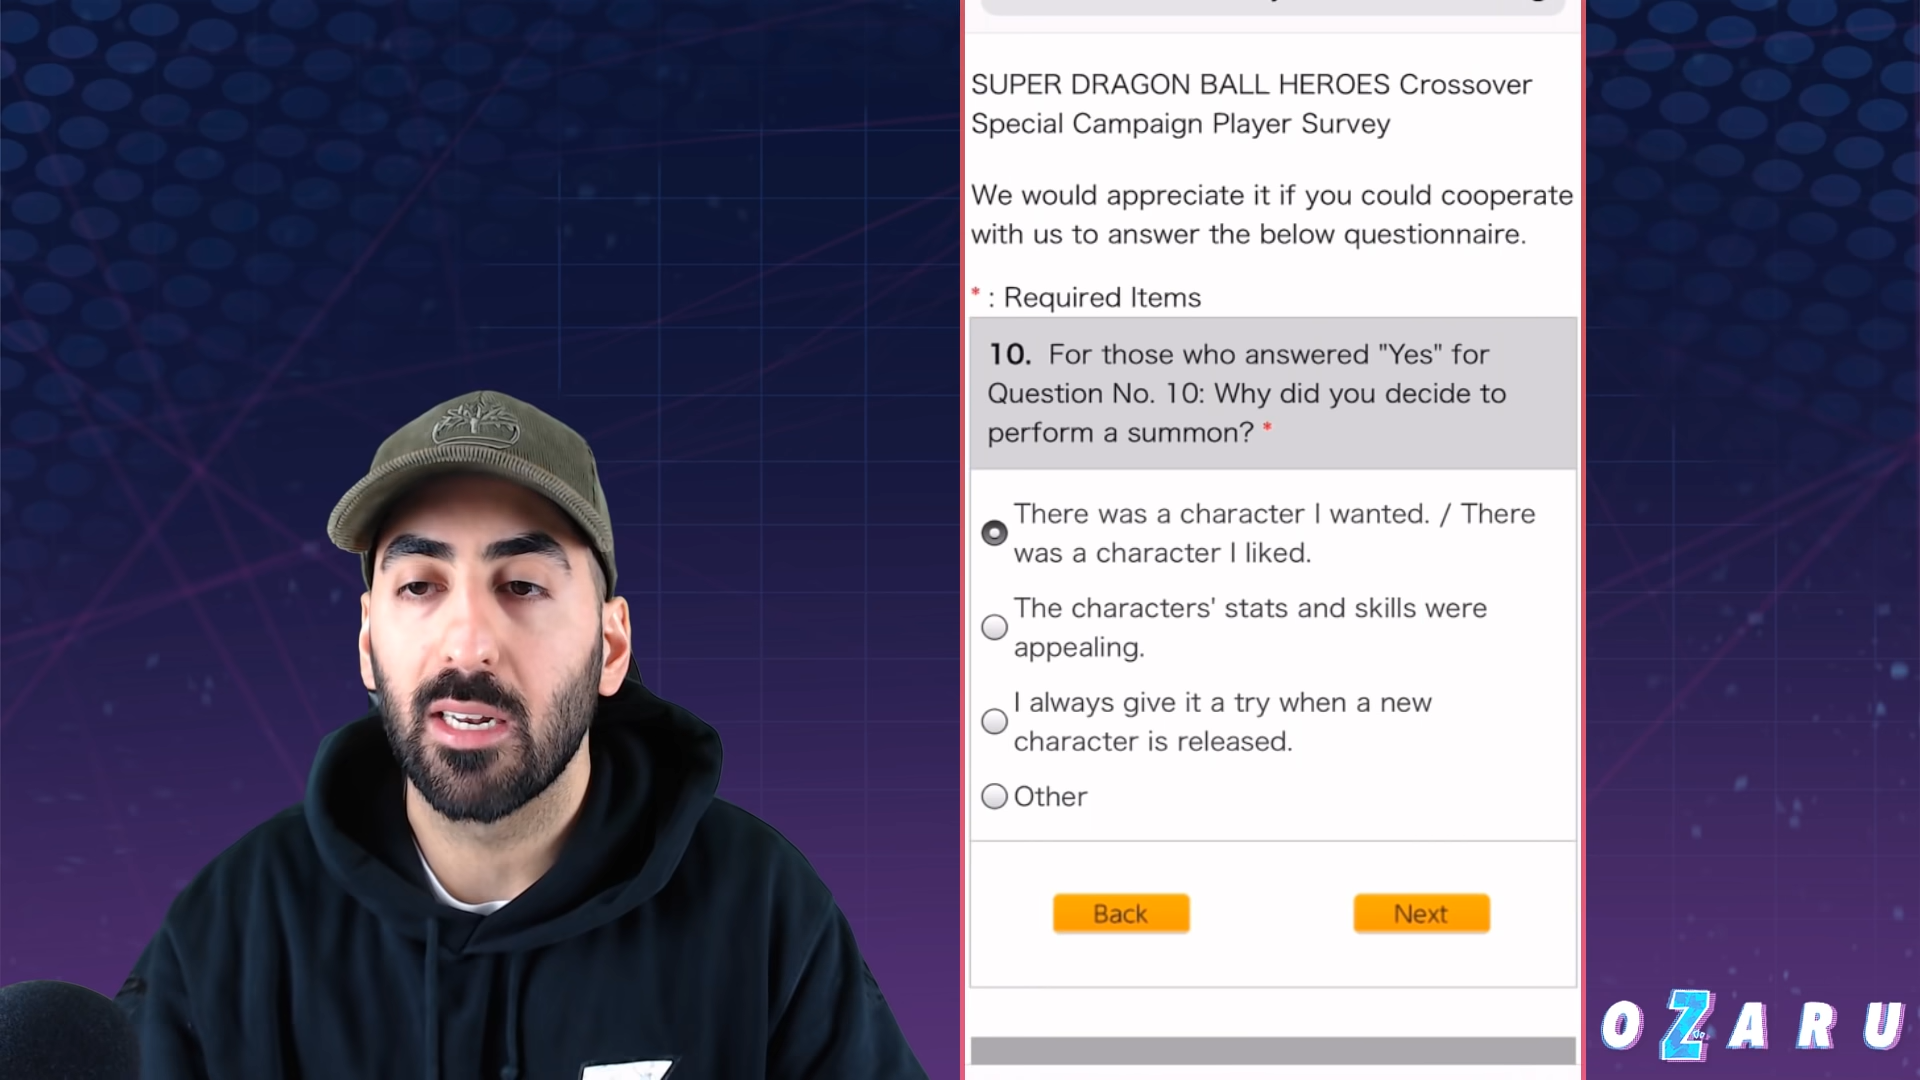 SUPER DRAGON BALL HEROES Crossover
Special Campaign Player Survey
We would appreciate it if you could cooperate
with us to answer the below questionnaire.
* : Required Items
10. For those who answered "Yes" for
Question No. 10: Why did you decide to
perform a summon? *
There was a character I wanted. / There
was a character I liked.
The characters' stats and skills were
appealing.
I always give it a try when a new
character is released.
Other
Back
Next
OZARU